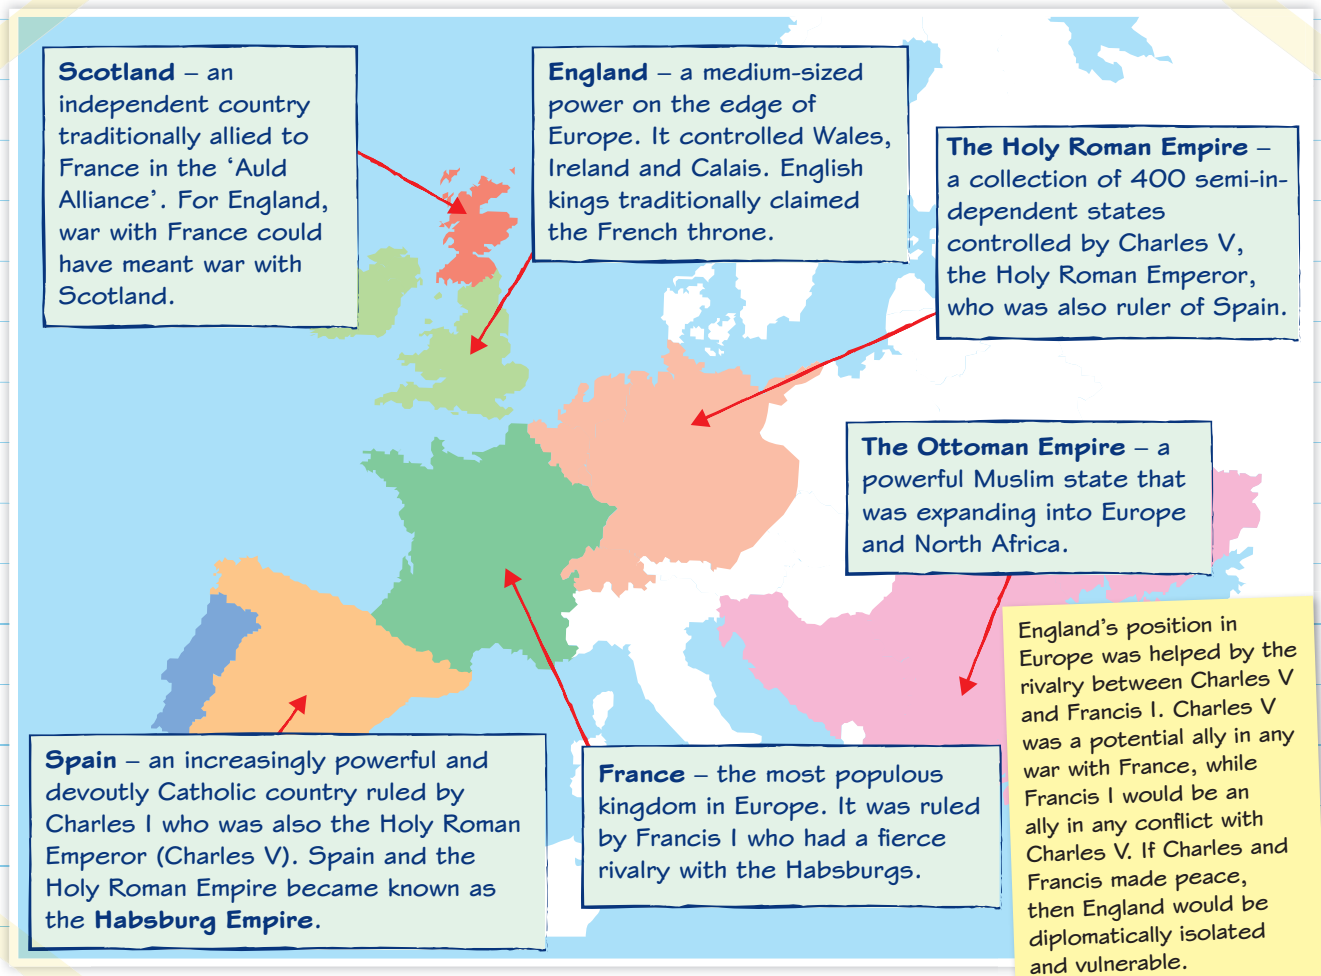 Scotland – an
independent country
traditionally allied to
France in the ‘Auld
Alliance’. For England,
war with France could
have meant war with
Scotland.
England – a medium-sized
power on the edge of
Europe. It controlled Wales,
Ireland and Calais. English
kings traditionally claimed
the French throne.
The Holy Roman Empire –
a collection of 400 semi-in-
dependent states
controlled by Charles V,
the Holy Roman Emperor,
who was also ruler of Spain.
The Ottoman Empire – a
powerful Muslim state that
was expanding into Europe
and North Africa.
Spain – an increasingly powerful and
devoutly Catholic country ruled by
Charles I who was also the Holy Roman
Emperor (Charles V). Spain and the
Holy Roman Empire became known as
the Habsburg Empire.
France – the most populous
kingdom in Europe. It was ruled
by Francis I who had a fierce
rivalry with the Habsburgs.
England’s position in
Europe was helped by the
rivalry between Charles V
and Francis I. Charles V
was a potential ally in any
war with France, while
Francis I would be an
ally in any conflict with
Charles V. If Charles and
Francis made peace,
then England would be
diplomatically isolated
and vulnerable.